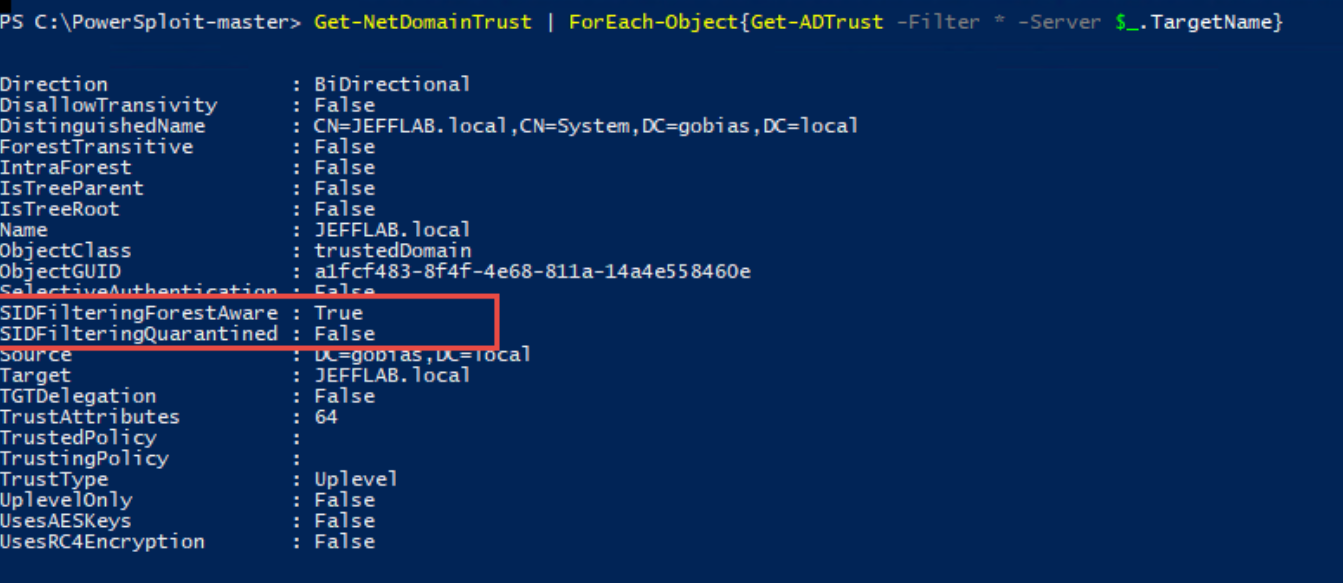 PS C:\PowerSploit-master> Get-NetDomainTrust | ForEach-Object{Get-ADTrust -Filter * -Server $_.TargetName}
Direction : BiDirectional
DisallowTransivity : False
DistinguishedName : CN=JEFFLAB.local,CN=System,DC=gobias,DC=local
ForestTransitive : False
IntraForest : False
IsTreeParent : False
IsTreeRoot : False
Name : JEFFLAB.local
ObjectClass : trustedDomain
ObjectGUID : a1fcf483-8f4f-4e68-811a-14a4e558460e
SelectiveAuthentication : False
SIDFilteringForestAware : True
SIDFilteringQuarantined : False
Source : DC=gobias,DC=local
Target : JEFFLAB.local
TGTDelegation : False
TrustAttributes : 64
TrustedPolicy :
TrustingPolicy :
TrustType : Uplevel
UplevelOnly : False
UsesAESKeys : False
UsesRC4Encryption : False